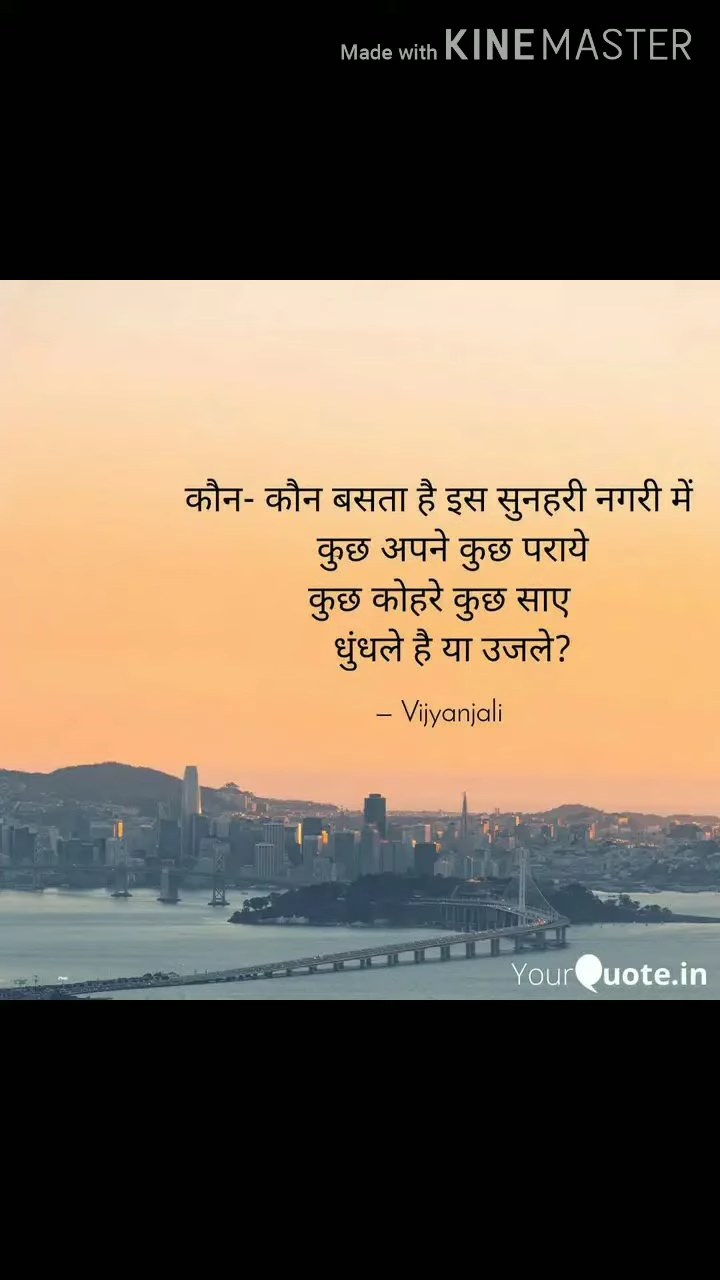 Made with KINEMASTER
कौन- कौन बसता है इस सुनहरी नगरी में
कुछ अपने कुछ पराये
कुछ कोहरे कुछ साए
धुंधले है या उजले?
– Vijyanjali
YourQuote.in